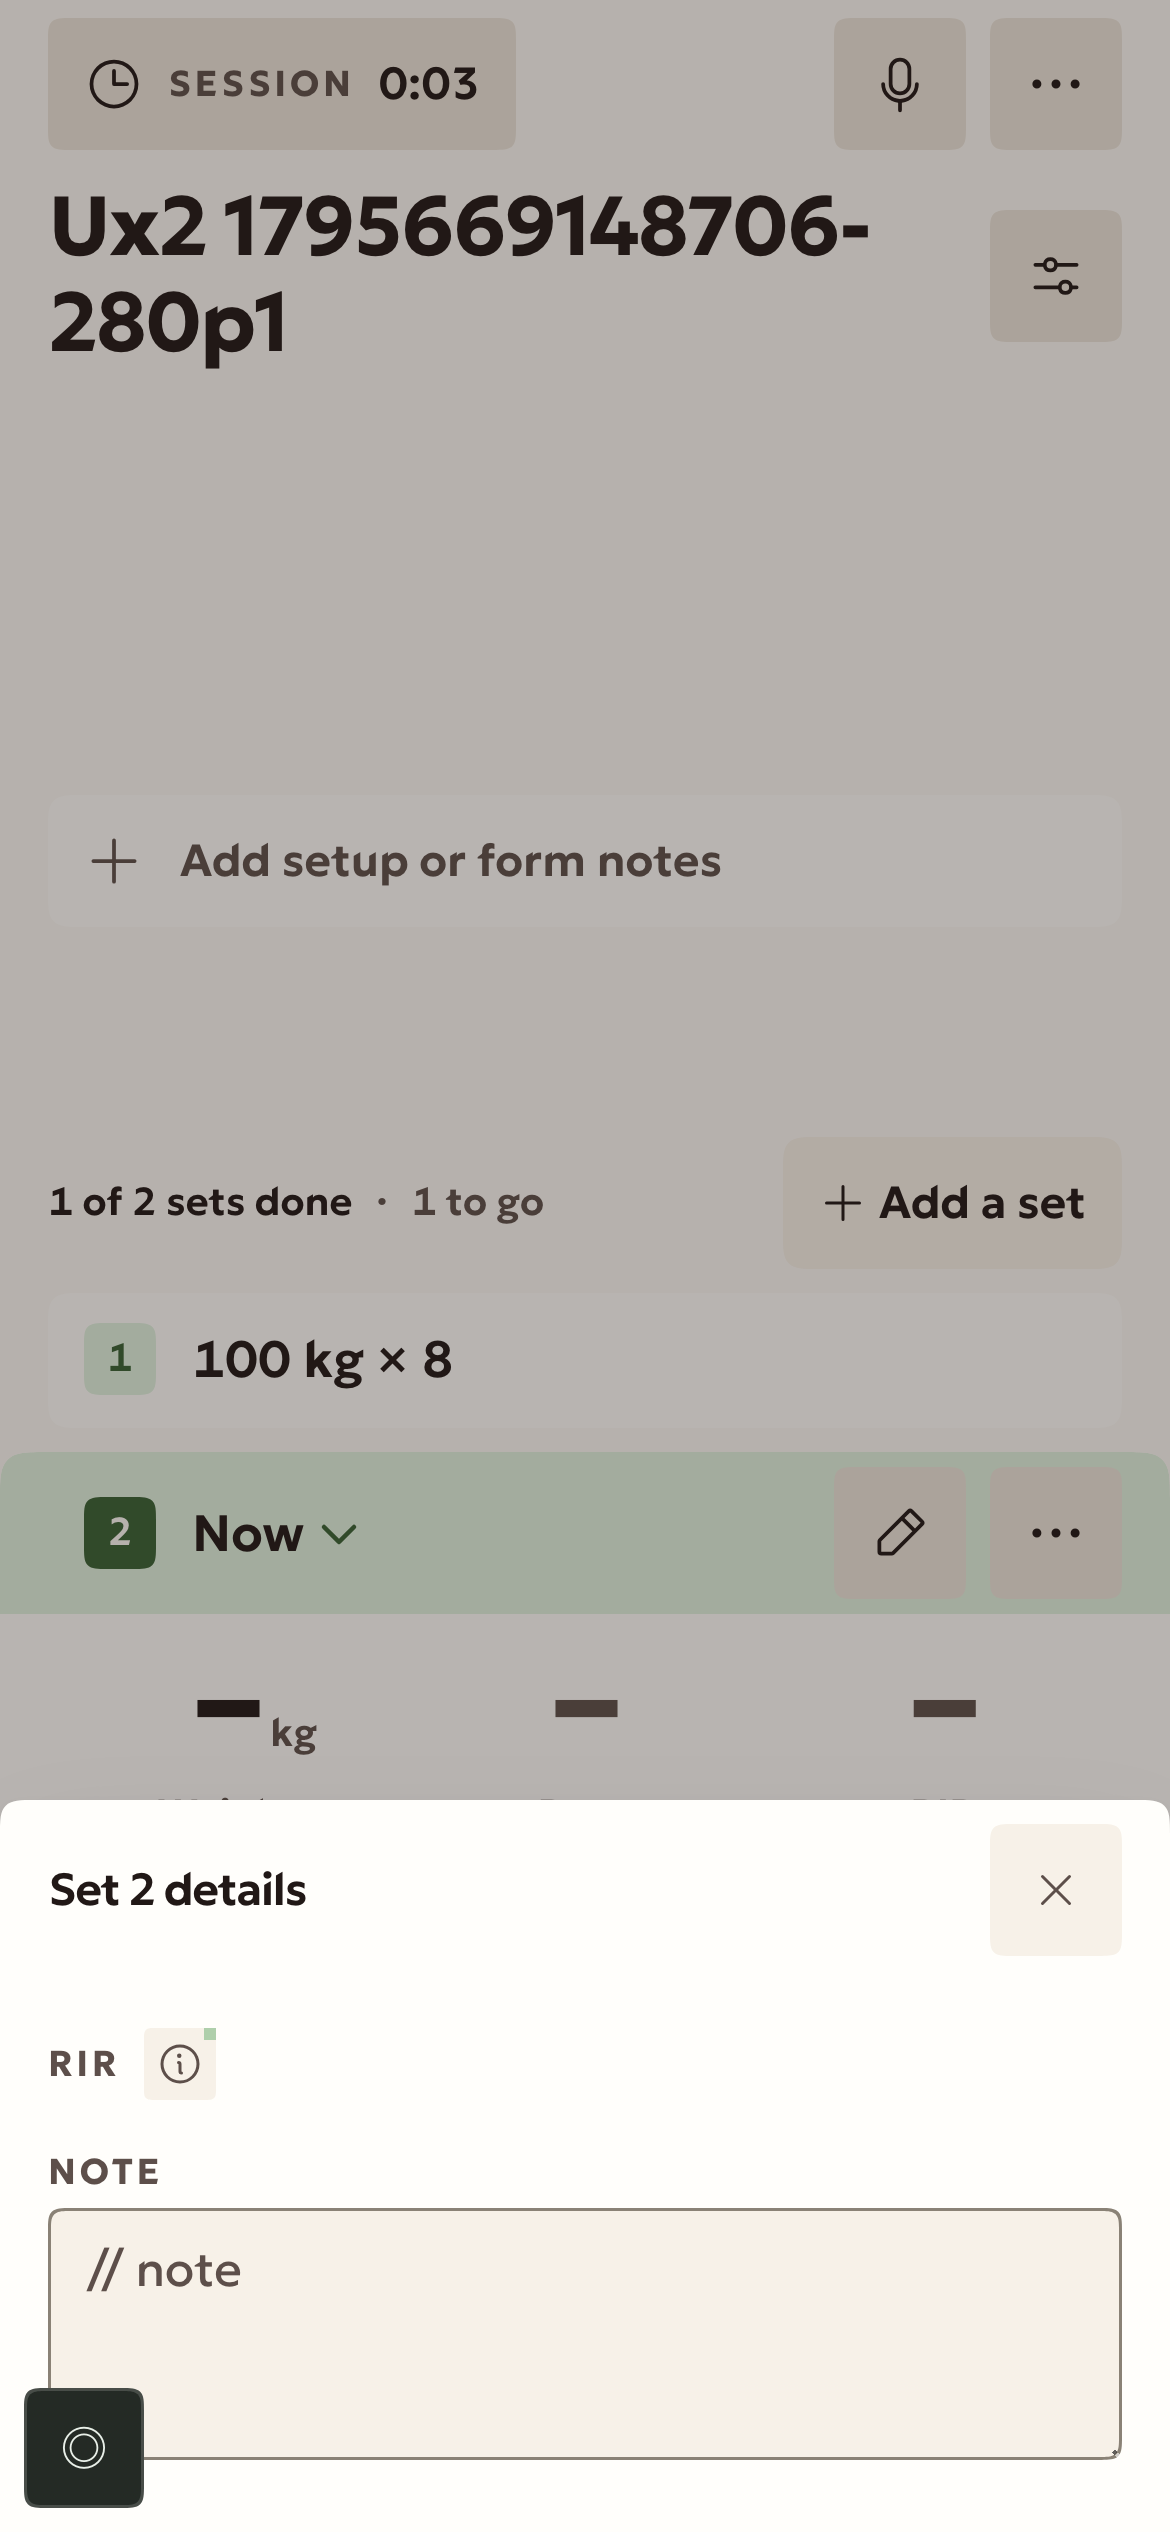 SESSION 0:03
Ux2 1795669148706-
280p1
Add setup or form notes
1 of 2 sets done · 1 to go
+ Add a set
1 100 kg × 8
2 Now
– kg – –
Set 2 details
RIR
NOTE
// note